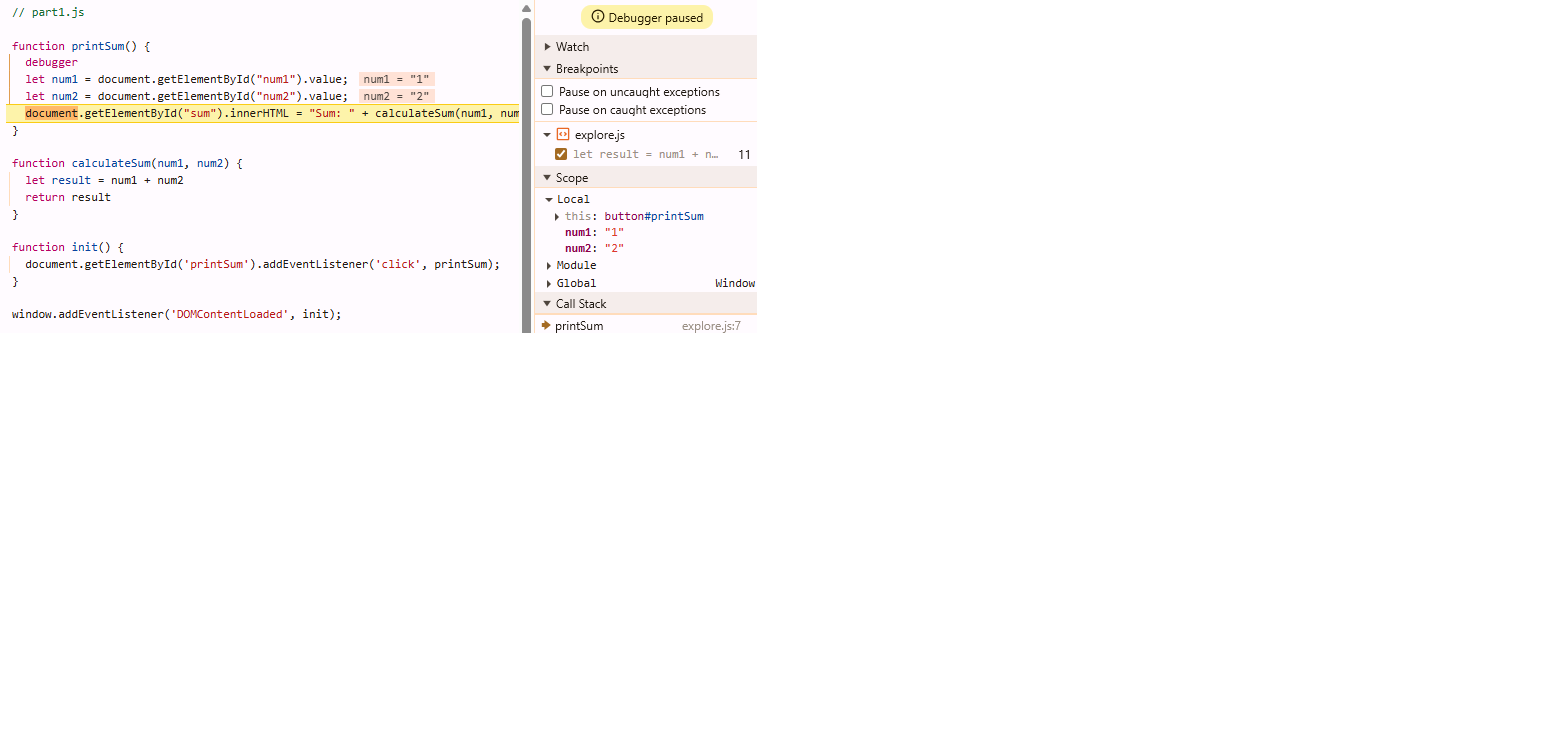 // part1.js
function printSum() {
debugger
let num1 = document.getElementById("num1").value; num1 = "1"
let num2 = document.getElementById("num2").value; num2 = "2"
document.getElementById("sum").innerHTML = "Sum: " + calculateSum(num1, num
}
function calculateSum(num1, num2) {
let result = num1 + num2
return result
}
function init() {
document.getElementById('printSum').addEventListener('click', printSum);
}
window.addEventListener('DOMContentLoaded', init);
Debugger paused
Watch
Breakpoints
Pause on uncaught exceptions
Pause on caught exceptions
explore.js
let result = num1 + n… 11
Scope
Local
this: button#printSum
num1: "1"
num2: "2"
Module
Global Window
Call Stack
printSum explore.js:7